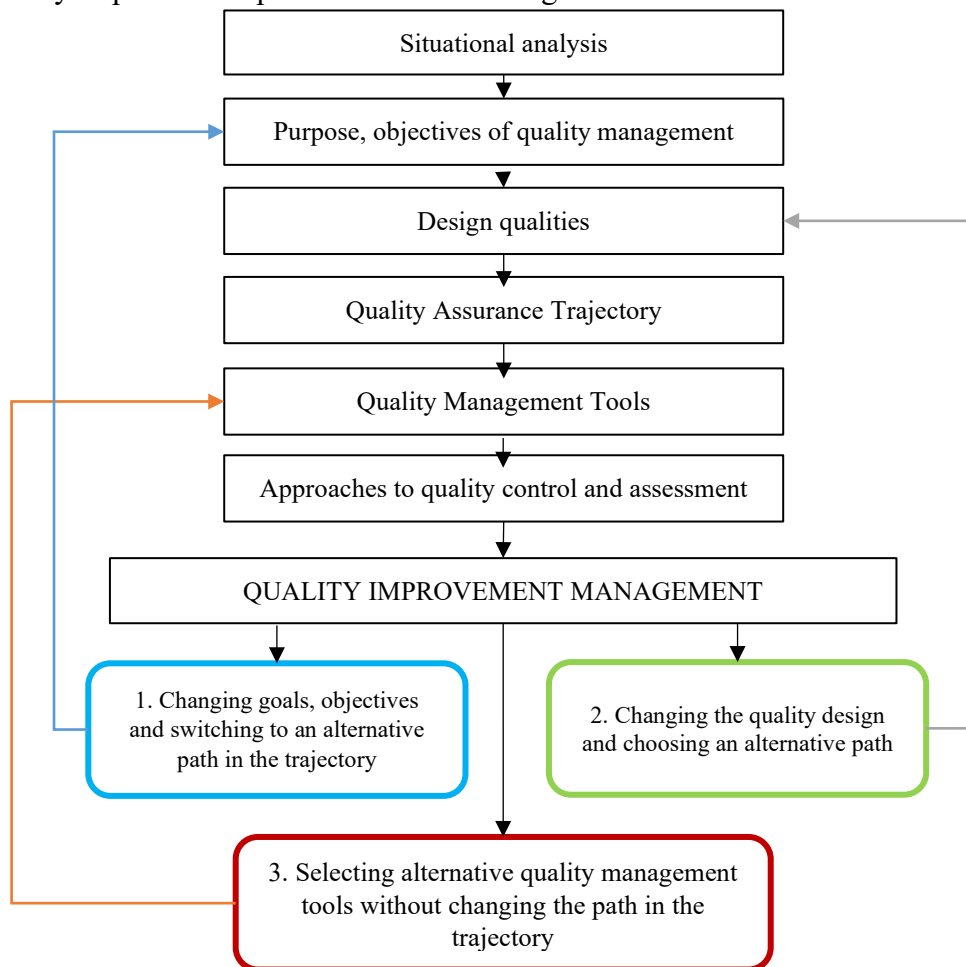 Situational analysis
Purpose, objectives of quality management
Design qualities
Quality Assurance Trajectory
Quality Management Tools
Approaches to quality control and assessment
QUALITY IMPROVEMENT MANAGEMENT
1. Changing goals, objectives
and switching to an alternative
path in the trajectory
2. Changing the quality design
and choosing an alternative path
3. Selecting alternative quality management
tools without changing the path in the
trajectory